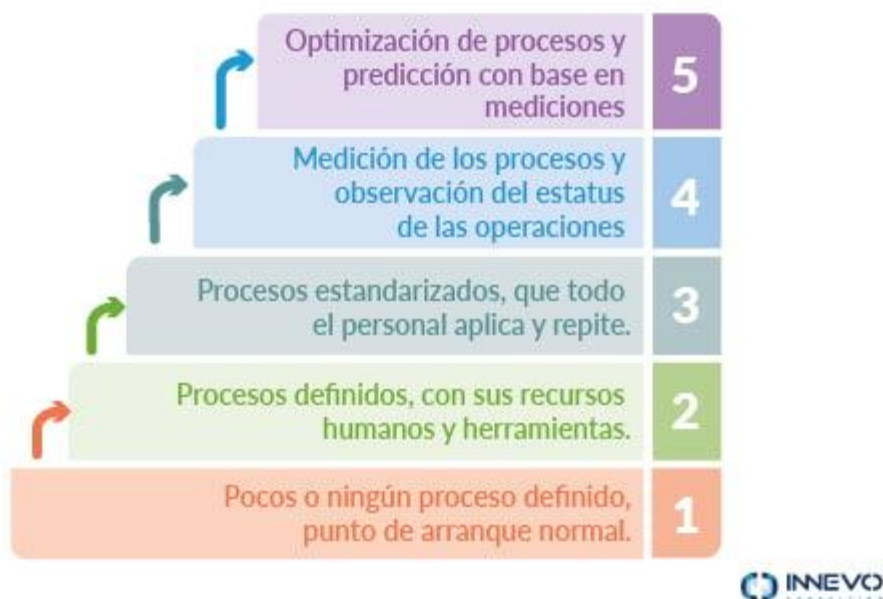 Optimización de procesos y
predicción con base en
mediciones
5
Medición de los procesos y
observación del estatus
de las operaciones
4
Procesos estandarizados, que todo
el personal aplica y repite.
3
Procesos definidos, con sus recursos
humanos y herramientas.
2
Pocos o ningún proceso definido,
punto de arranque normal.
1
INNEVO